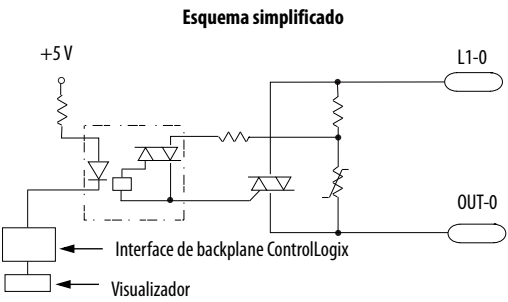 Esquema simplificado
+5 V
L1-0
OUT-0
Interface de backplane ControlLogix
Visualizador